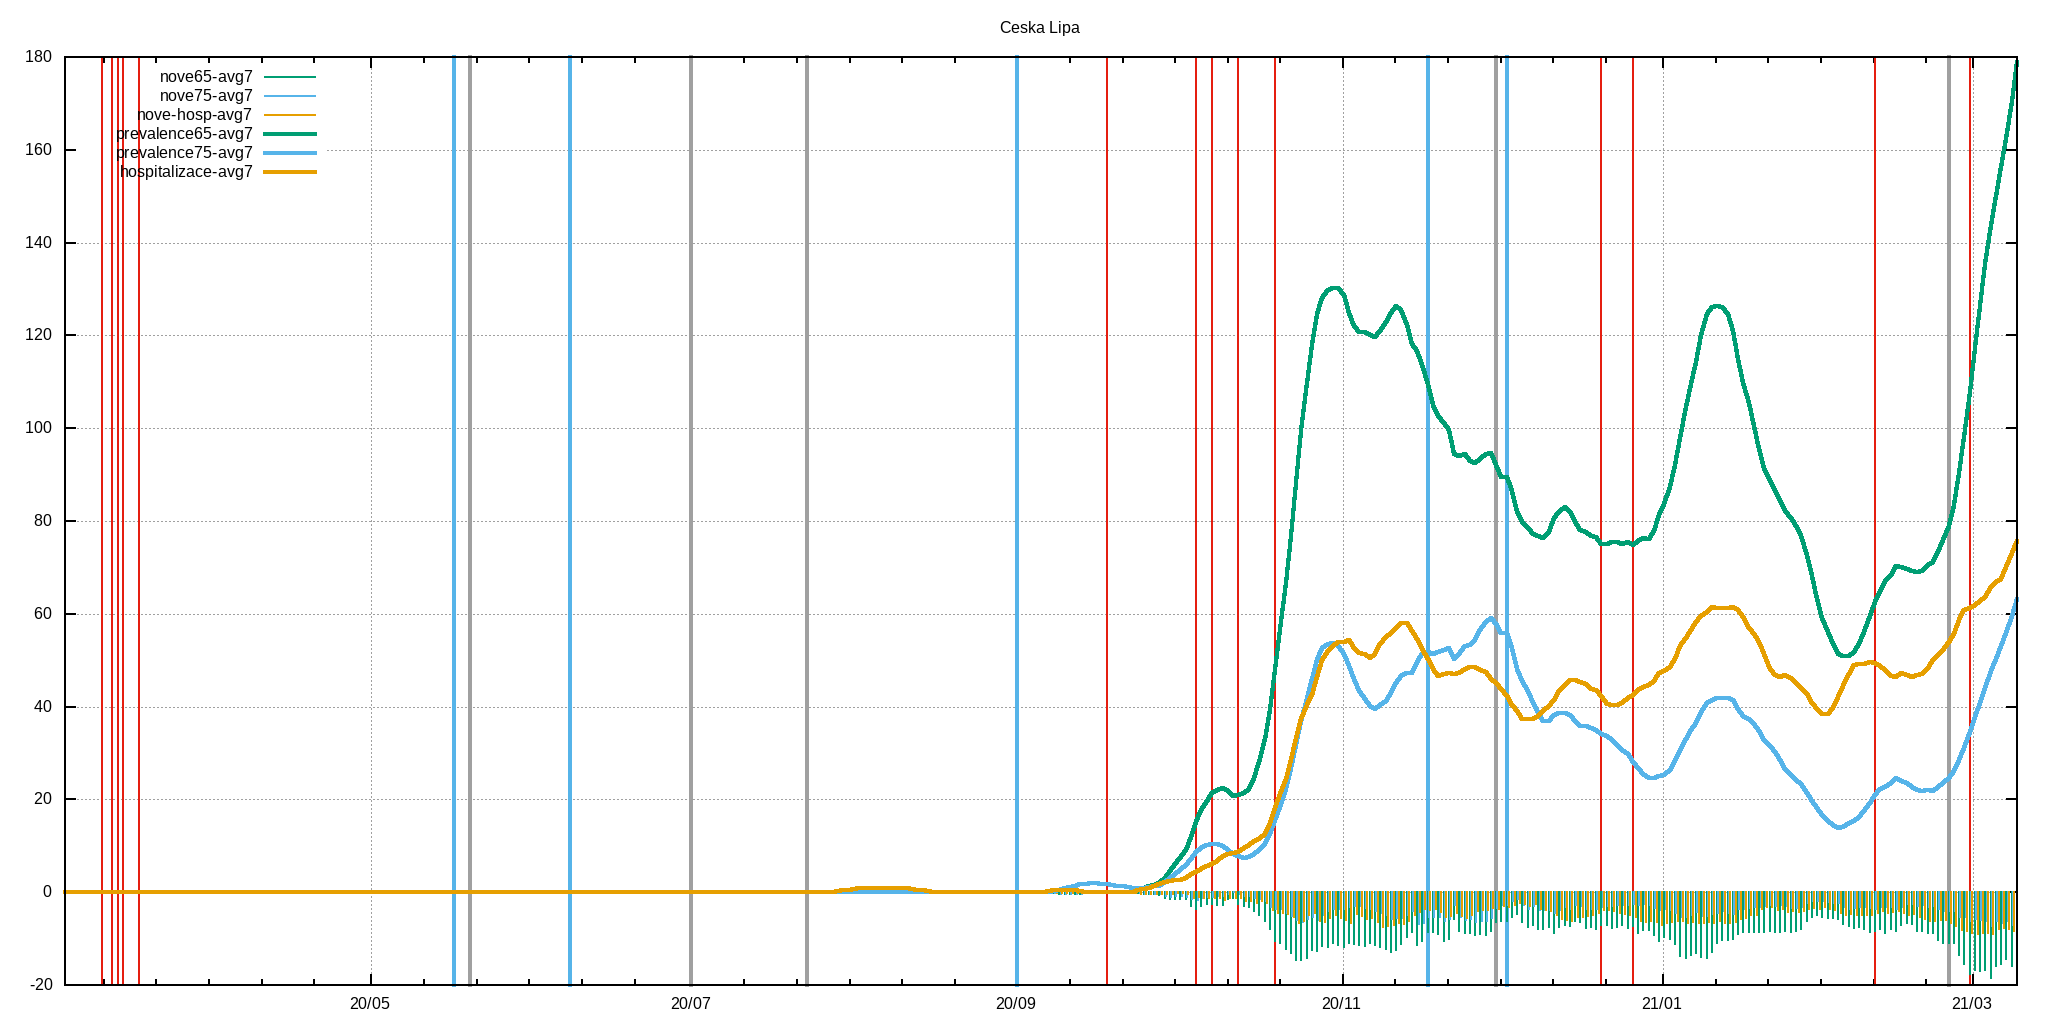 Ceska Lipa
180
160
140
120
100
80
60
40
20
0
-20
nove65-avg7
nove75-avg7
nove-hosp-avg7
prevalence65-avg7
prevalence75-avg7
hospitalizace-avg7
20/05
20/07
20/09
20/11
21/01
21/03